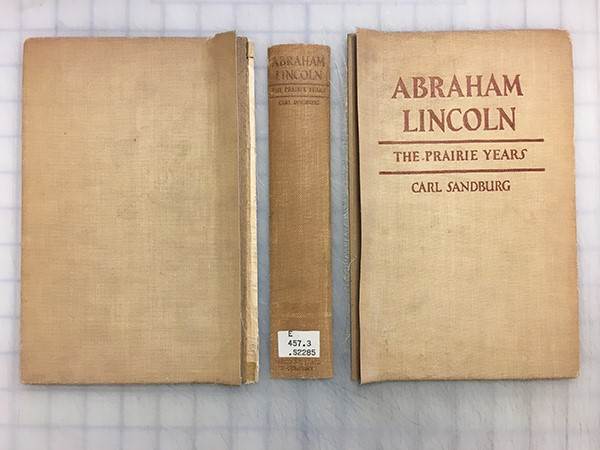 ABRAHAM
LINCOLN
THE PRAIRIE YEARS
CARL SANDBURG
E
457.3
.S2285
ABRAHAM
LINCOLN
THE PRAIRIE YEARS
CARL SANDBURG